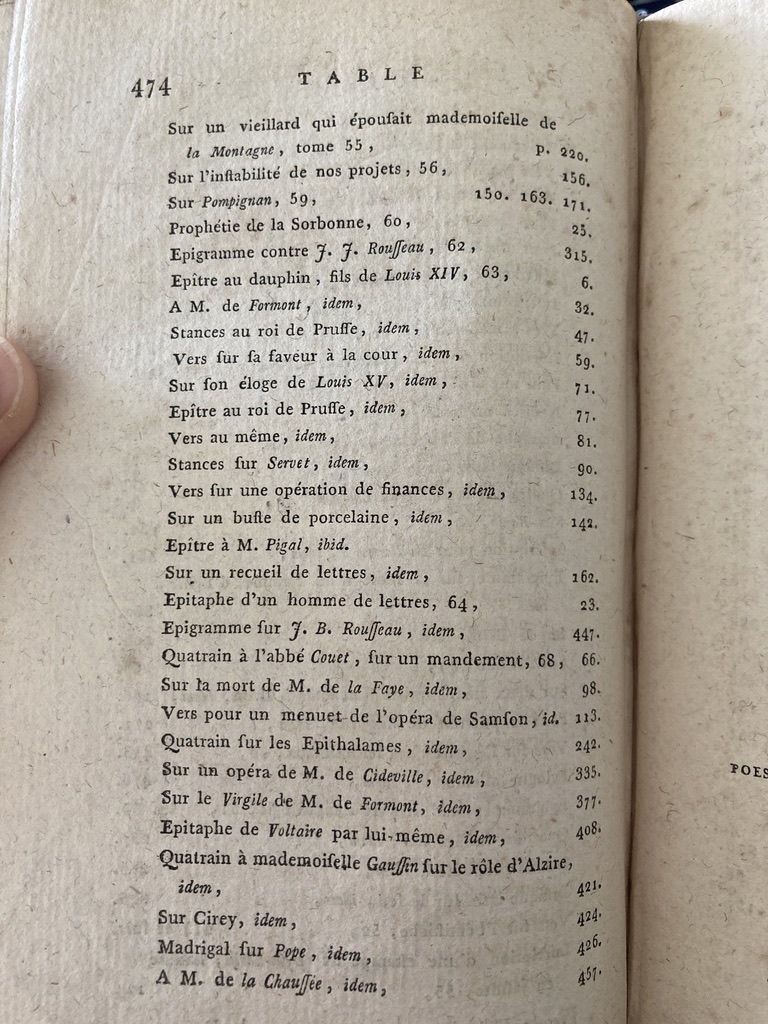 474 TABLE
Sur un vieillard qui épouſait mademoiſelle de
la Montagne, tome 55, p. 220.
Sur l'inſtabilité de nos projets, 56, 156.
Sur Pompignan, 59, 150. 163. 171.
Prophétie de la Sorbonne, 60, 25.
Epigramme contre J. J. Rouſſeau, 62, 315.
Epître au dauphin, fils de Louis XIV, 63, 6.
A M. de Formont, idem, 32.
Stances au roi de Pruſſe, idem, 47.
Vers ſur ſa faveur à la cour, idem, 59.
Sur ſon éloge de Louis XV, idem, 71.
Epître au roi de Pruſſe, idem, 77.
Vers au même, idem, 81.
Stances ſur Servet, idem, 90.
Vers ſur une opération de finances, idem, 134.
Sur un buſte de porcelaine, idem, 142.
Epître à M. Pigal, ibid.
Sur un recueil de lettres, idem, 162.
Epitaphe d'un homme de lettres, 64, 23.
Epigramme ſur J. B. Rouſſeau, idem, 447.
Quatrain à l'abbé Couet, ſur un mandement, 68, 66.
Sur la mort de M. de la Faye, idem, 98.
Vers pour un menuet de l'opéra de Samſon, id. 113.
Quatrain ſur les Epithalames, idem, 242.
Sur un opéra de M. de Cideville, idem, 335.
Sur le Virgile de M. de Formont, idem, 377.
Epitaphe de Voltaire par lui-même, idem, 408.
Quatrain à mademoiſelle Gauſſin ſur le rôle d'Alzire,
idem, 421.
Sur Cirey, idem, 424.
Madrigal ſur Pope, idem, 426.
A M. de la Chauſſée, idem, 457.
POES